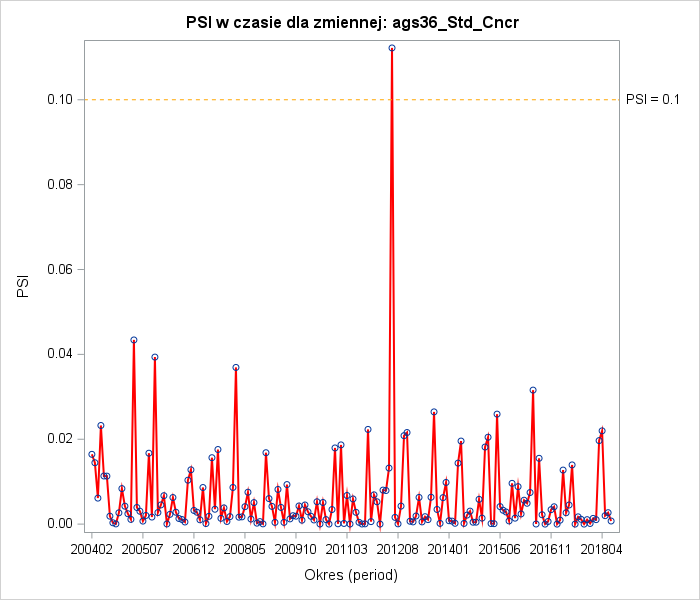 PSI w czasie dla zmiennej: ags36_Std_Cncr
0.10
PSI = 0.1
0.08
0.06
PSI
0.04
0.02
0.00
200402 200507 200612 200805 200910 201103 201208 201401 201506 201611 201804
Okres (period)